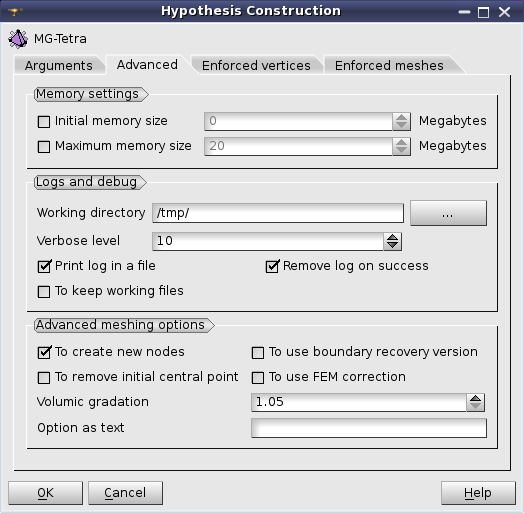 Hypothesis Construction
MG-Tetra
Arguments Advanced Enforced vertices Enforced meshes
Memory settings
Initial memory size 0 Megabytes
Maximum memory size 20 Megabytes
Logs and debug
Working directory /tmp/ ...
Verbose level 10
Print log in a file Remove log on success
To keep working files
Advanced meshing options
To create new nodes To use boundary recovery version
To remove initial central point To use FEM correction
Volumic gradation 1.05
Option as text
OK Cancel Help